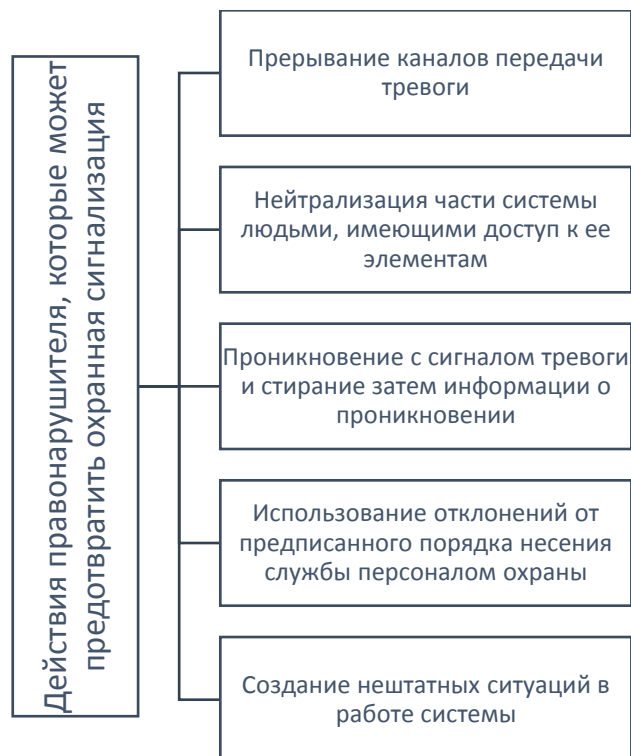 Действия правонарушителя, которые может
предотвратить охранная сигнализация
Прерывание каналов передачи
тревоги
Нейтрализация части системы
людьми, имеющими доступ к ее
элементам
Проникновение с сигналом тревоги
и стирание затем информации о
проникновении
Использование отклонений от
предписанного порядка несения
службы персоналом охраны
Создание нештатных ситуаций в
работе системы